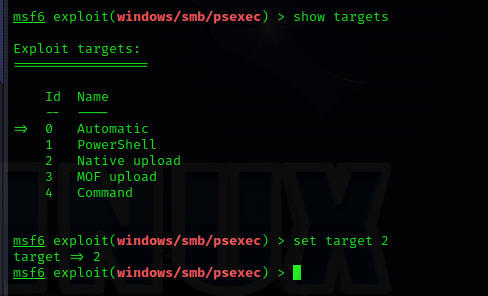 msf6 exploit(windows/smb/psexec) > show targets
Exploit targets:
=================
Id Name
-- ----
=> 0 Automatic
1 PowerShell
2 Native upload
3 MOF upload
4 Command
msf6 exploit(windows/smb/psexec) > set target 2
target => 2
msf6 exploit(windows/smb/psexec) >